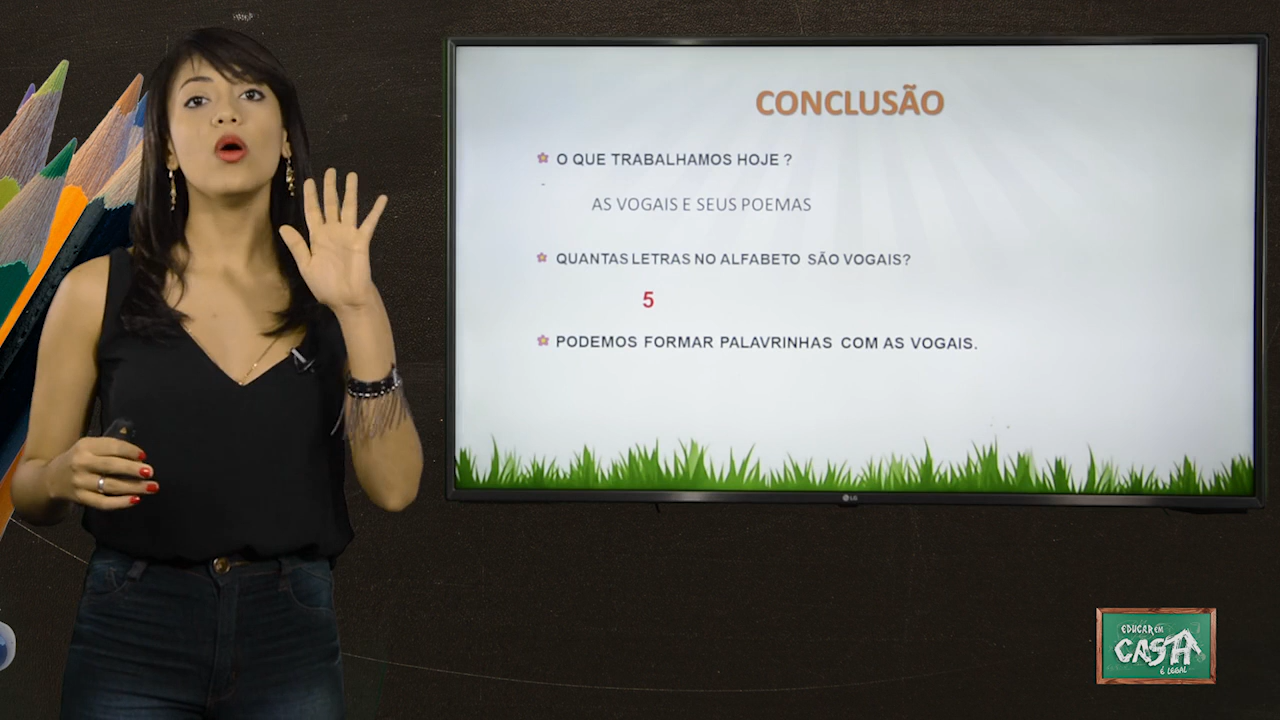 CONCLUSÃO
O QUE TRABALHAMOS HOJE ?
AS VOGAIS E SEUS POEMAS
QUANTAS LETRAS NO ALFABETO SÃO VOGAIS?
5
PODEMOS FORMAR PALAVRINHAS COM AS VOGAIS.
LG
EDUCAR EM
CASA
É LEGAL